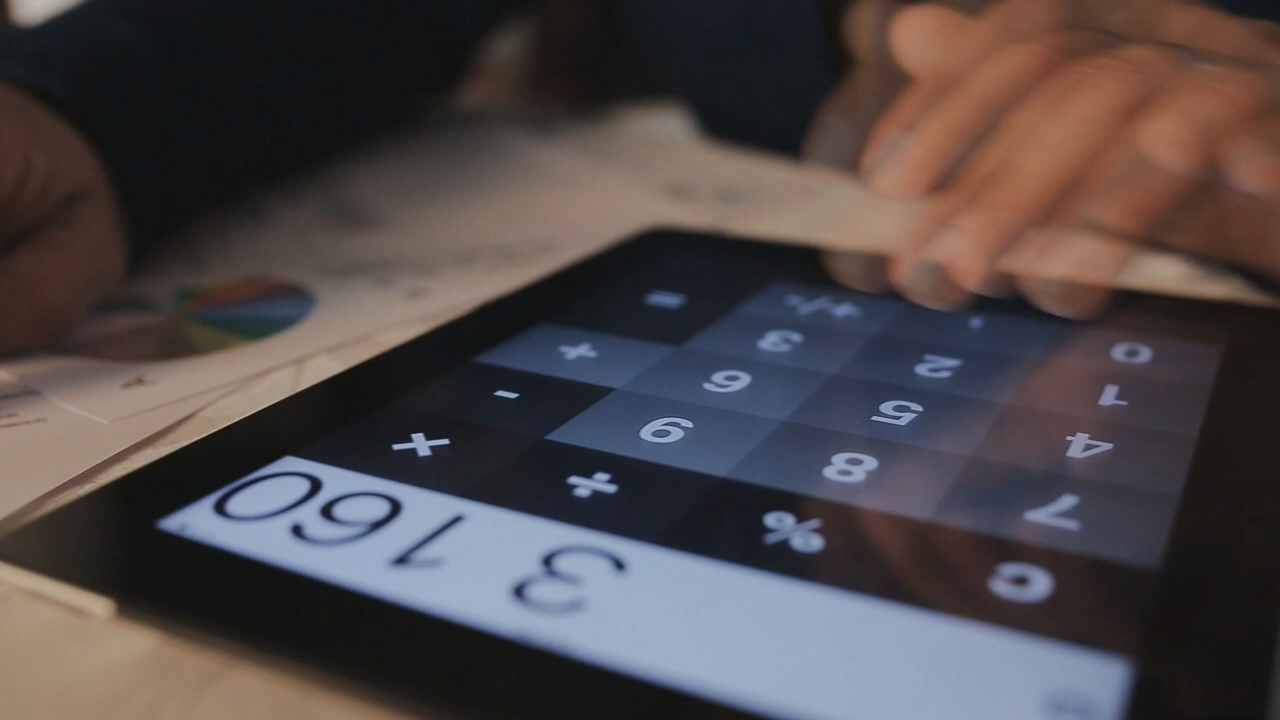 3 160
C % ÷ ×
7 8 9 -
4 5 6 +
1 2 3 =
0 , +/-